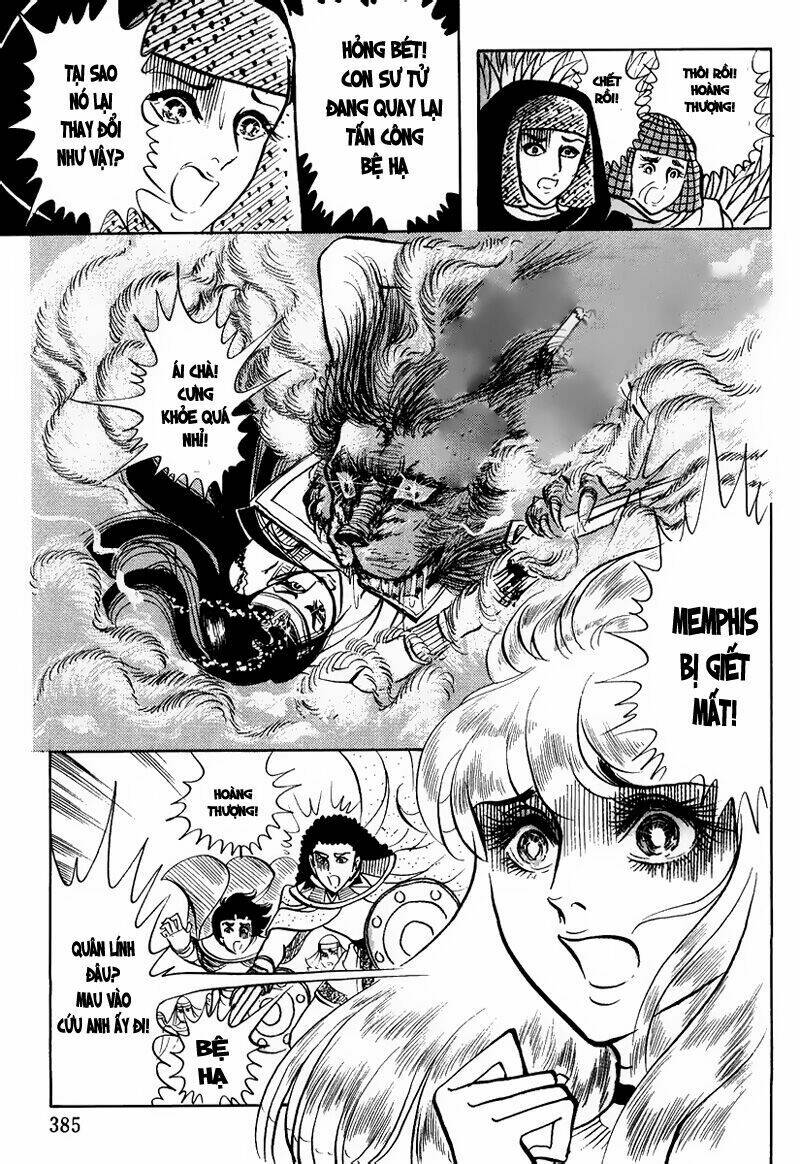 THÔI RỒI!
HOÀNG
THƯỢNG!
CHẾT
RỒI!
HỎNG BÉT!
CON SƯ TỬ
ĐANG QUAY LẠI
TẤN CÔNG
BỆ HẠ
TẠI SAO
NÓ LẠI
THAY ĐỔI
NHƯ VẬY?
ÁI CHÀ!
CƯNG
KHỎE QUÁ
NHỈ!
MEMPHIS
BỊ GIẾT
MẤT!
HOÀNG
THƯỢNG!
QUÂN LÍNH
ĐÂU?
MAU VÀO
CỨU ANH ẤY ĐI!
BỆ
HẠ
385